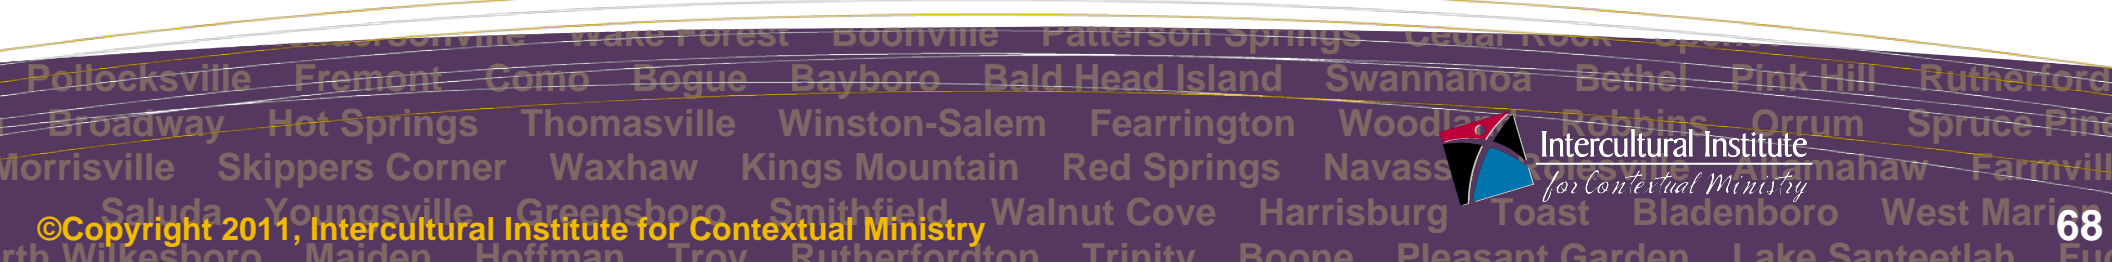 Wake Forest Boonville Patterson Springs Cedar Rock
Pollocksville Fremont Como Bogue Bayboro Bald Head Island Swannanoa Bethel Pink Hill Rutherford
Broadway Hot Springs Thomasville Winston-Salem Fearrington Robbins Orrum Spruce Pine
Morrisville Skippers Corner Waxhaw Kings Mountain Red Springs Navass
Intercultural Institute
for Contextual Ministry
Saluda Youngsville Greensboro Smithfield Walnut Cove Harrisburg Toast Bladenboro West Marion
©Copyright 2011, Intercultural Institute for Contextual Ministry
68
rth Wilkesboro Maiden Hoffman Troy Rutherfordton Trinity Boone Pleasant Garden Lake Santeetlah